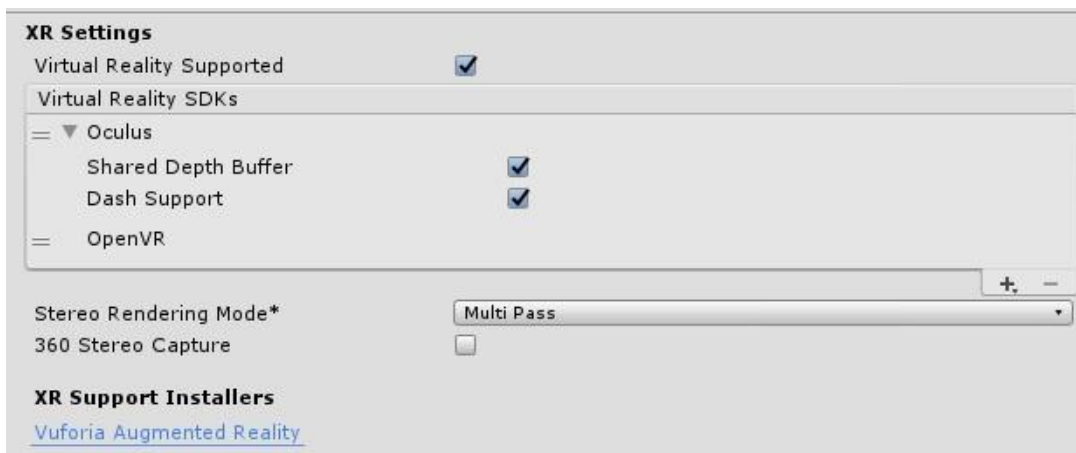 XR Settings
Virtual Reality Supported
Virtual Reality SDKs
Oculus
Shared Depth Buffer
Dash Support
OpenVR
Stereo Rendering Mode* Multi Pass
360 Stereo Capture
XR Support Installers
Vuforia Augmented Reality